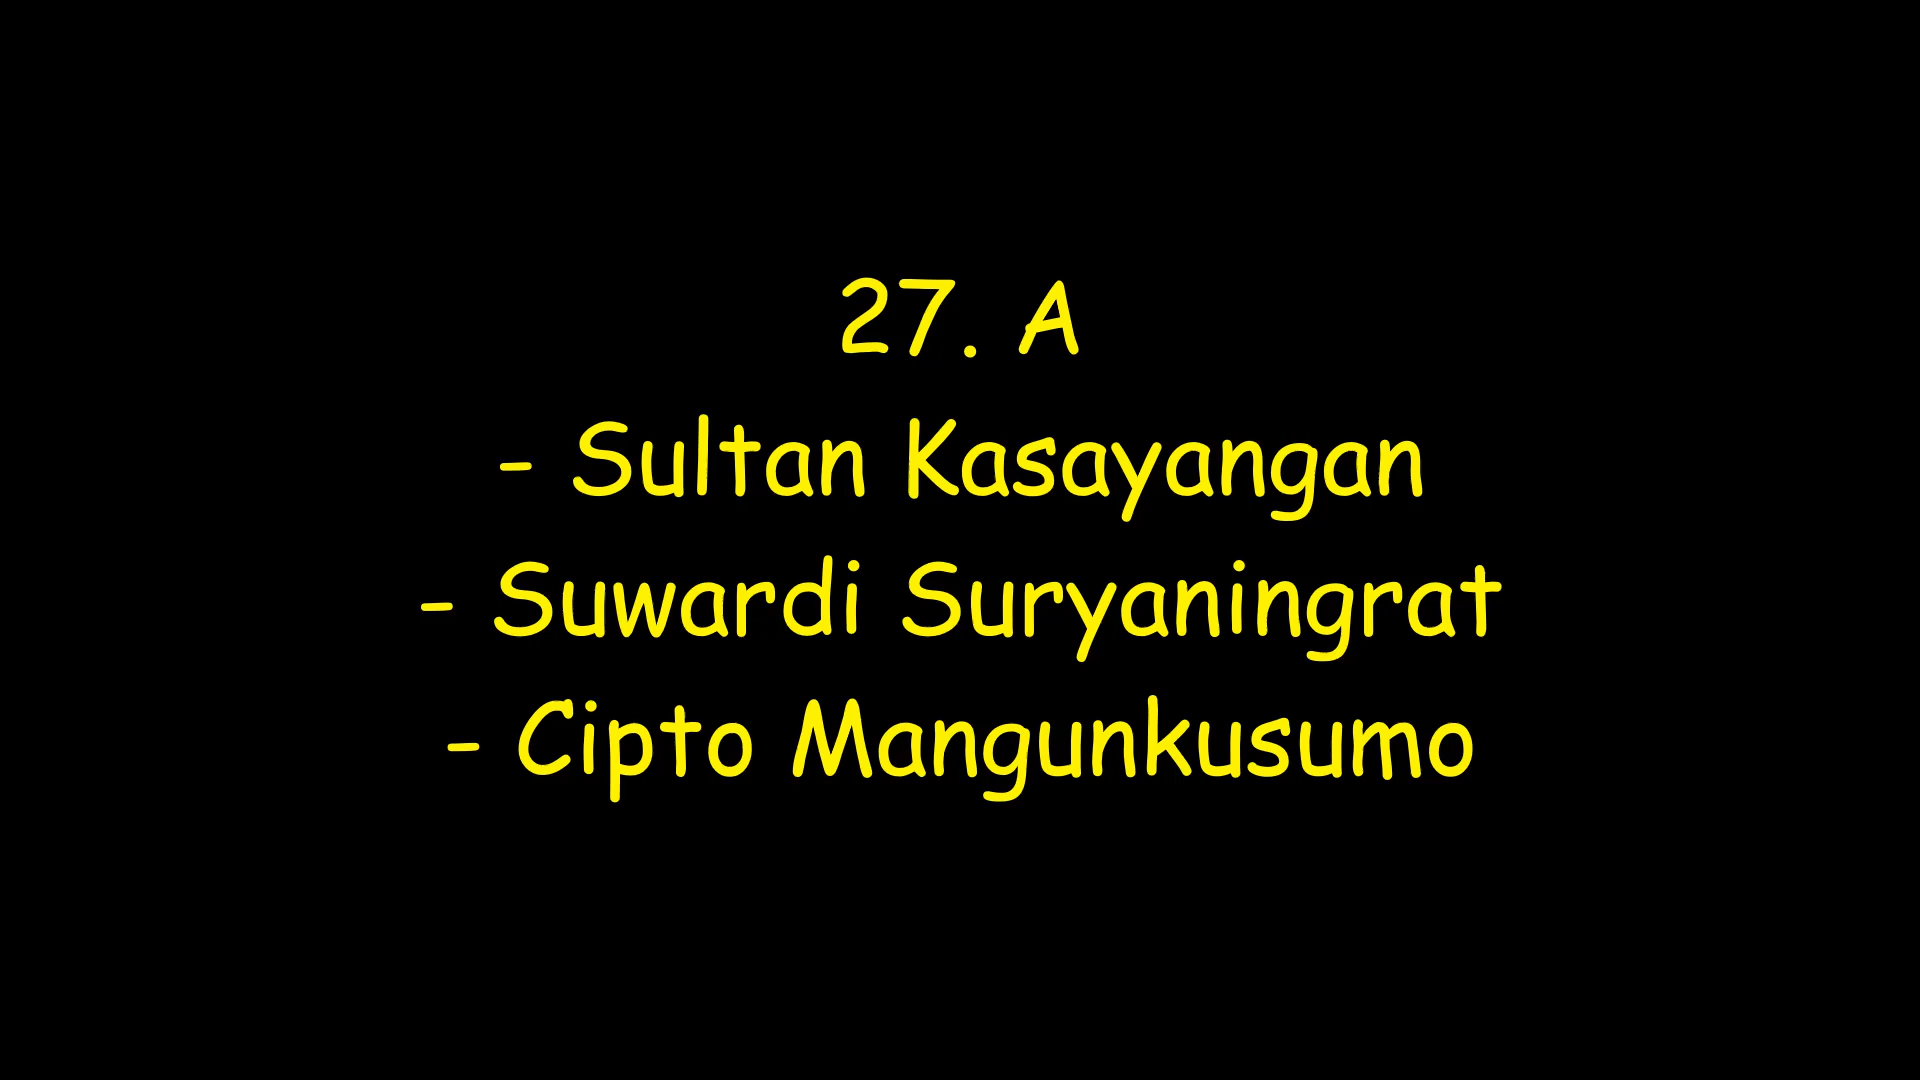 27. A
- Sultan Kasayangan
- Suwardi Suryaningrat
- Cipto Mangunkusumo